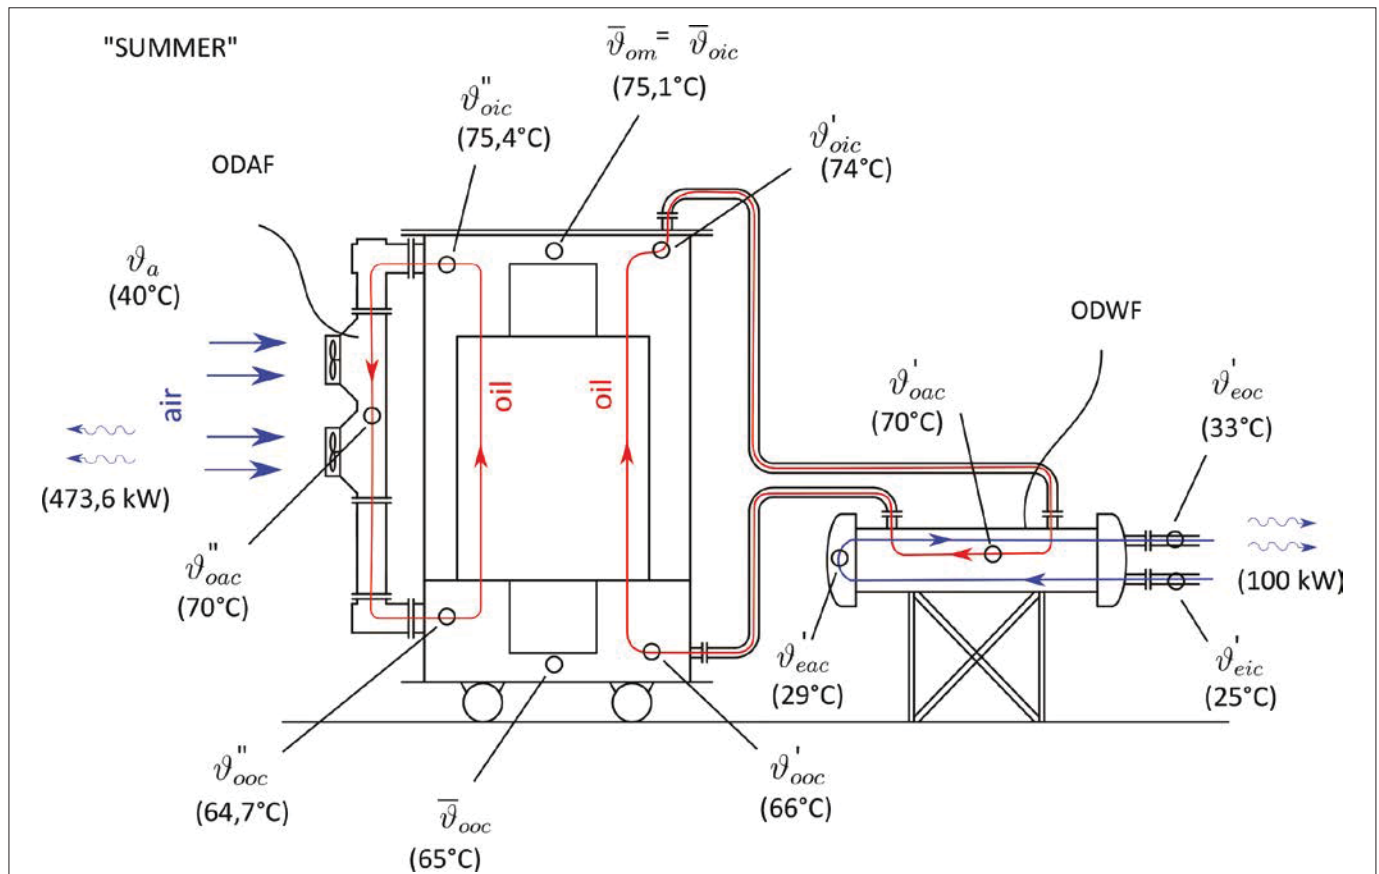 "SUMMER"
ϑ̅om = ϑ̅oic
(75,1°C)
ϑ"oic
(75,4°C)
ϑ'oic
(74°C)
ODAF
ϑa
(40°C)
ODWF
air
oil
oil
ϑ'oac
(70°C)
ϑ'eoc
(33°C)
(473,6 kW)
ϑ"oac
(70°C)
(100 kW)
ϑ'eac
(29°C)
ϑ'eic
(25°C)
ϑ"ooc
(64,7°C)
ϑ̅ooc
(65°C)
ϑ'ooc
(66°C)